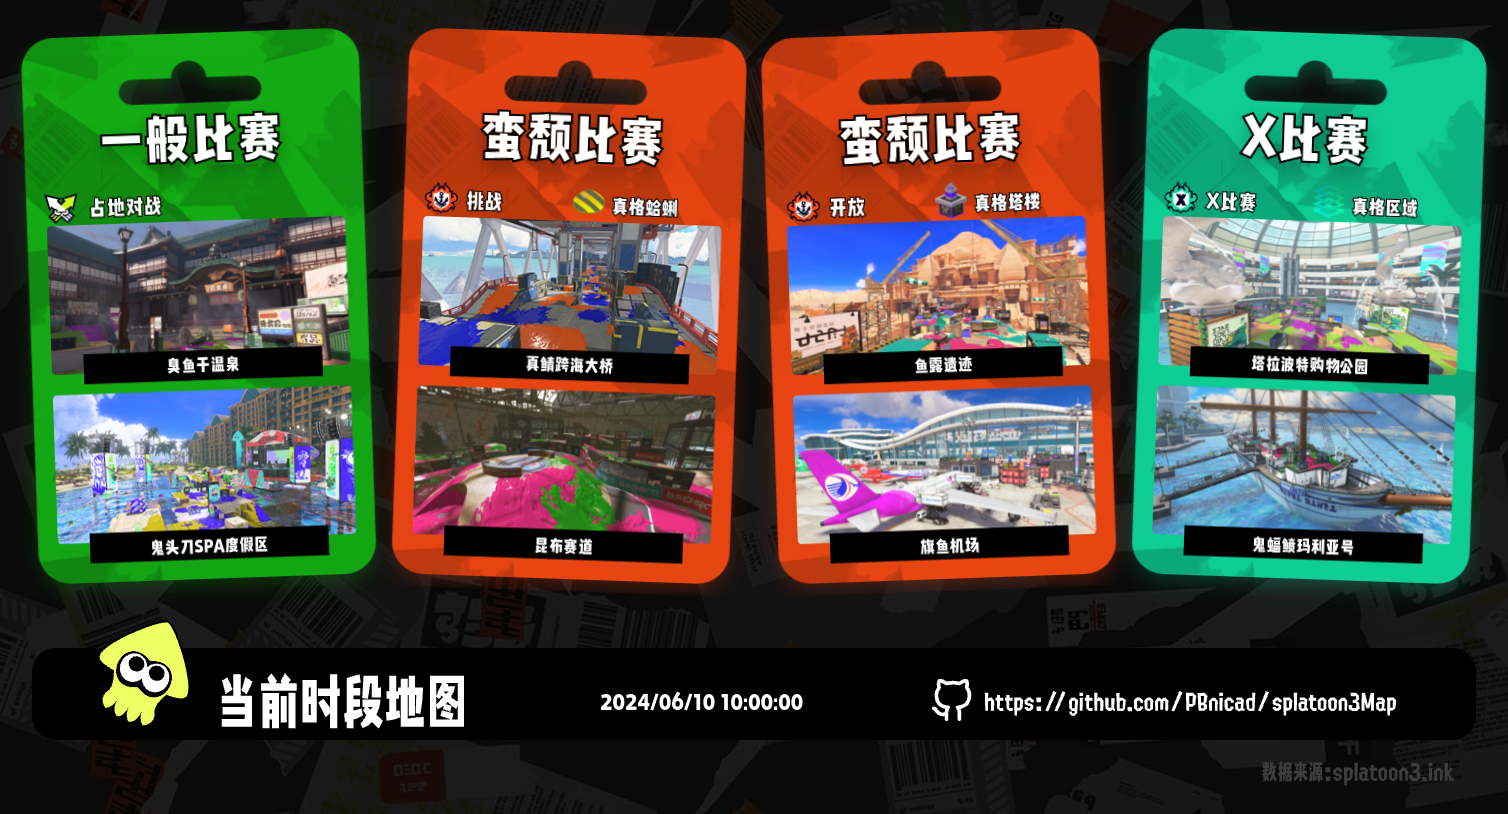 一般比赛
占地对战
臭鱼干温泉
鬼头刀SPA度假区
蛮颓比赛
挑战
真格蛤蜊
真鲭跨海大桥
昆布赛道
蛮颓比赛
开放
真格塔楼
鱼露遗迹
旗鱼机场
X比赛
X比赛
真格区域
塔拉波特购物公园
鬼蝠鲼玛利亚号
当前时段地图
2024/06/10 10:00:00
https://github.com/PBnicad/splatoon3Map
数据来源:splatoon3.ink